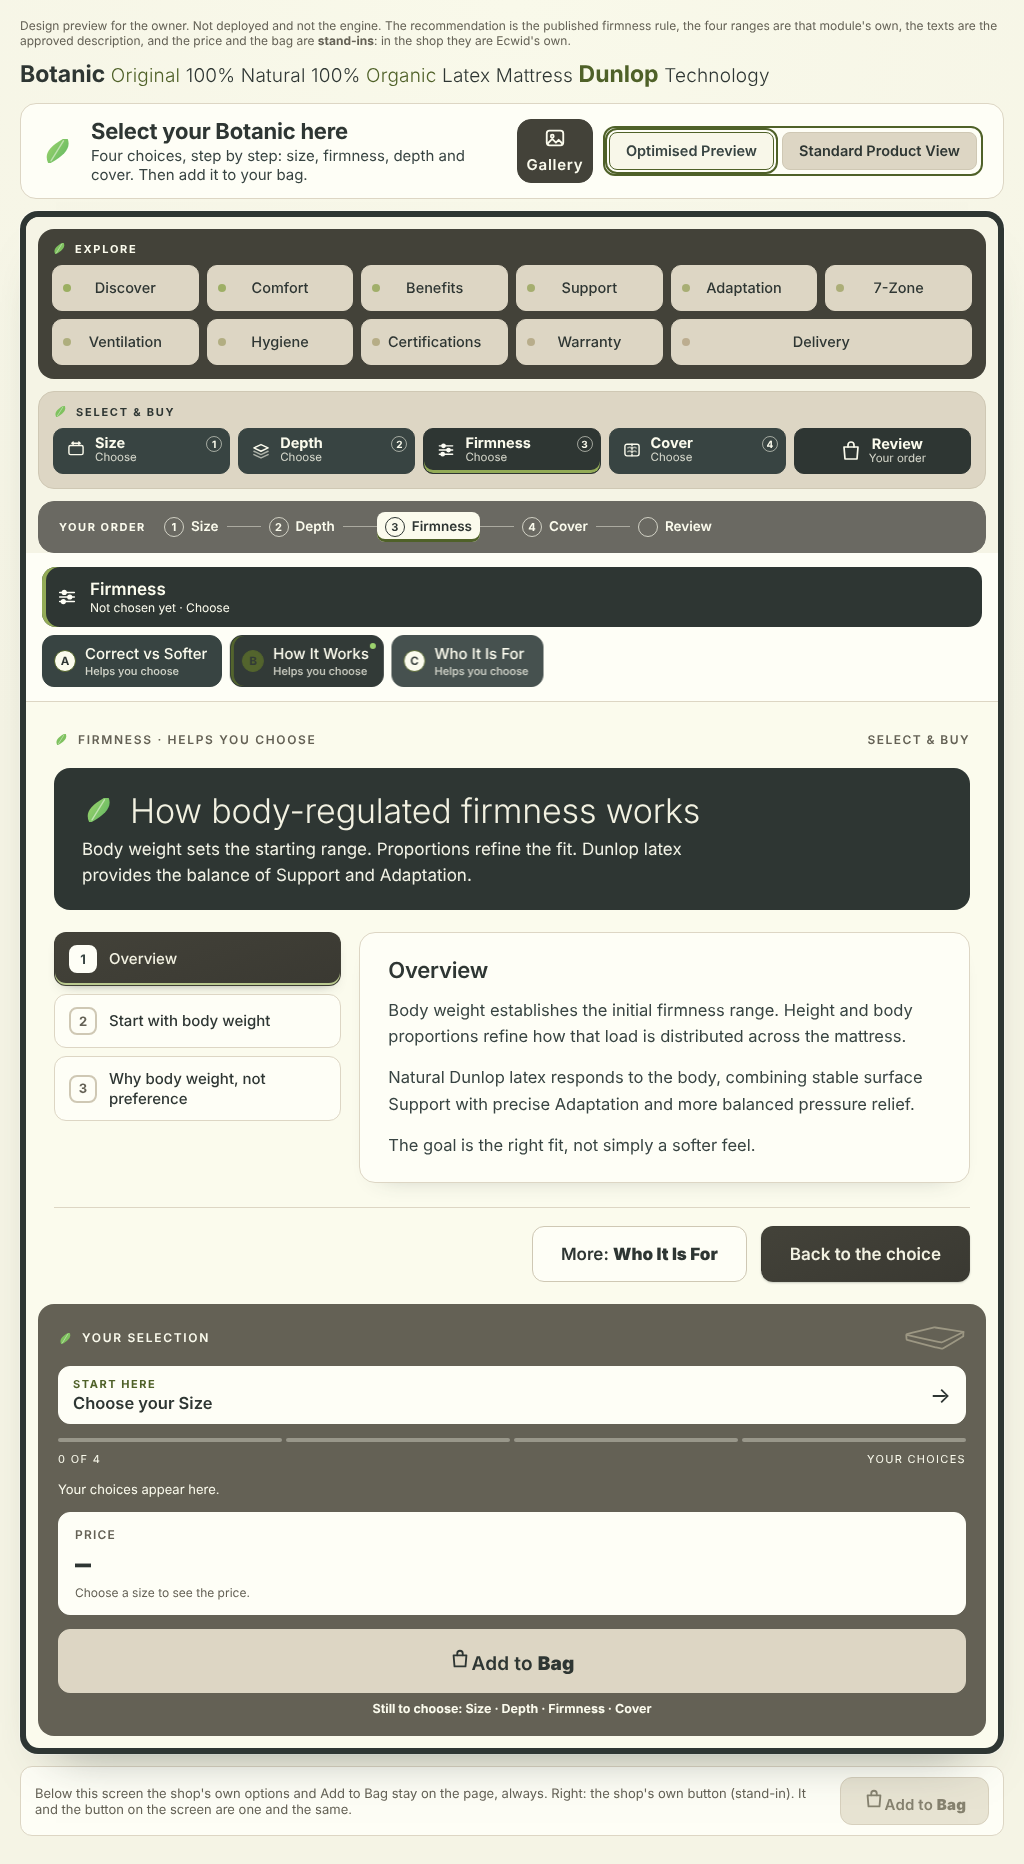 Design preview for the owner. Not deployed and not the engine. The recommendation is the published firmness rule, the four ranges are that module's own, the texts are the
approved description, and the price and the bag are stand-ins: in the shop they are Ecwid's own.
Botanic Original 100% Natural 100% Organic Latex Mattress Dunlop Technology
Select your Botanic here
Four choices, step by step: size, firmness, depth and
cover. Then add it to your bag.
Gallery
Optimised Preview
Standard Product View
EXPLORE
Discover
Comfort
Benefits
Support
Adaptation
7-Zone
Ventilation
Hygiene
Certifications
Warranty
Delivery
SELECT & BUY
Size
Choose
1
Depth
Choose
2
Firmness
Choose
3
Cover
Choose
4
Review
Your order
YOUR ORDER
1 Size
2 Depth
3 Firmness
4 Cover
Review
Firmness
Not chosen yet · Choose
A
Correct vs Softer
Helps you choose
B
How It Works
Helps you choose
C
Who It Is For
Helps you choose
FIRMNESS · HELPS YOU CHOOSE
SELECT & BUY
How body-regulated firmness works
Body weight sets the starting range. Proportions refine the fit. Dunlop latex
provides the balance of Support and Adaptation.
1 Overview
2 Start with body weight
3 Why body weight, not
preference
Overview
Body weight establishes the initial firmness range. Height and body
proportions refine how that load is distributed across the mattress.
Natural Dunlop latex responds to the body, combining stable surface
Support with precise Adaptation and more balanced pressure relief.
The goal is the right fit, not simply a softer feel.
More: Who It Is For
Back to the choice
YOUR SELECTION
START HERE
Choose your Size
0 OF 4
YOUR CHOICES
Your choices appear here.
PRICE
–
Choose a size to see the price.
Add to Bag
Still to choose: Size · Depth · Firmness · Cover
Below this screen the shop's own options and Add to Bag stay on the page, always. Right: the shop's own button (stand-in). It
and the button on the screen are one and the same.
Add to Bag